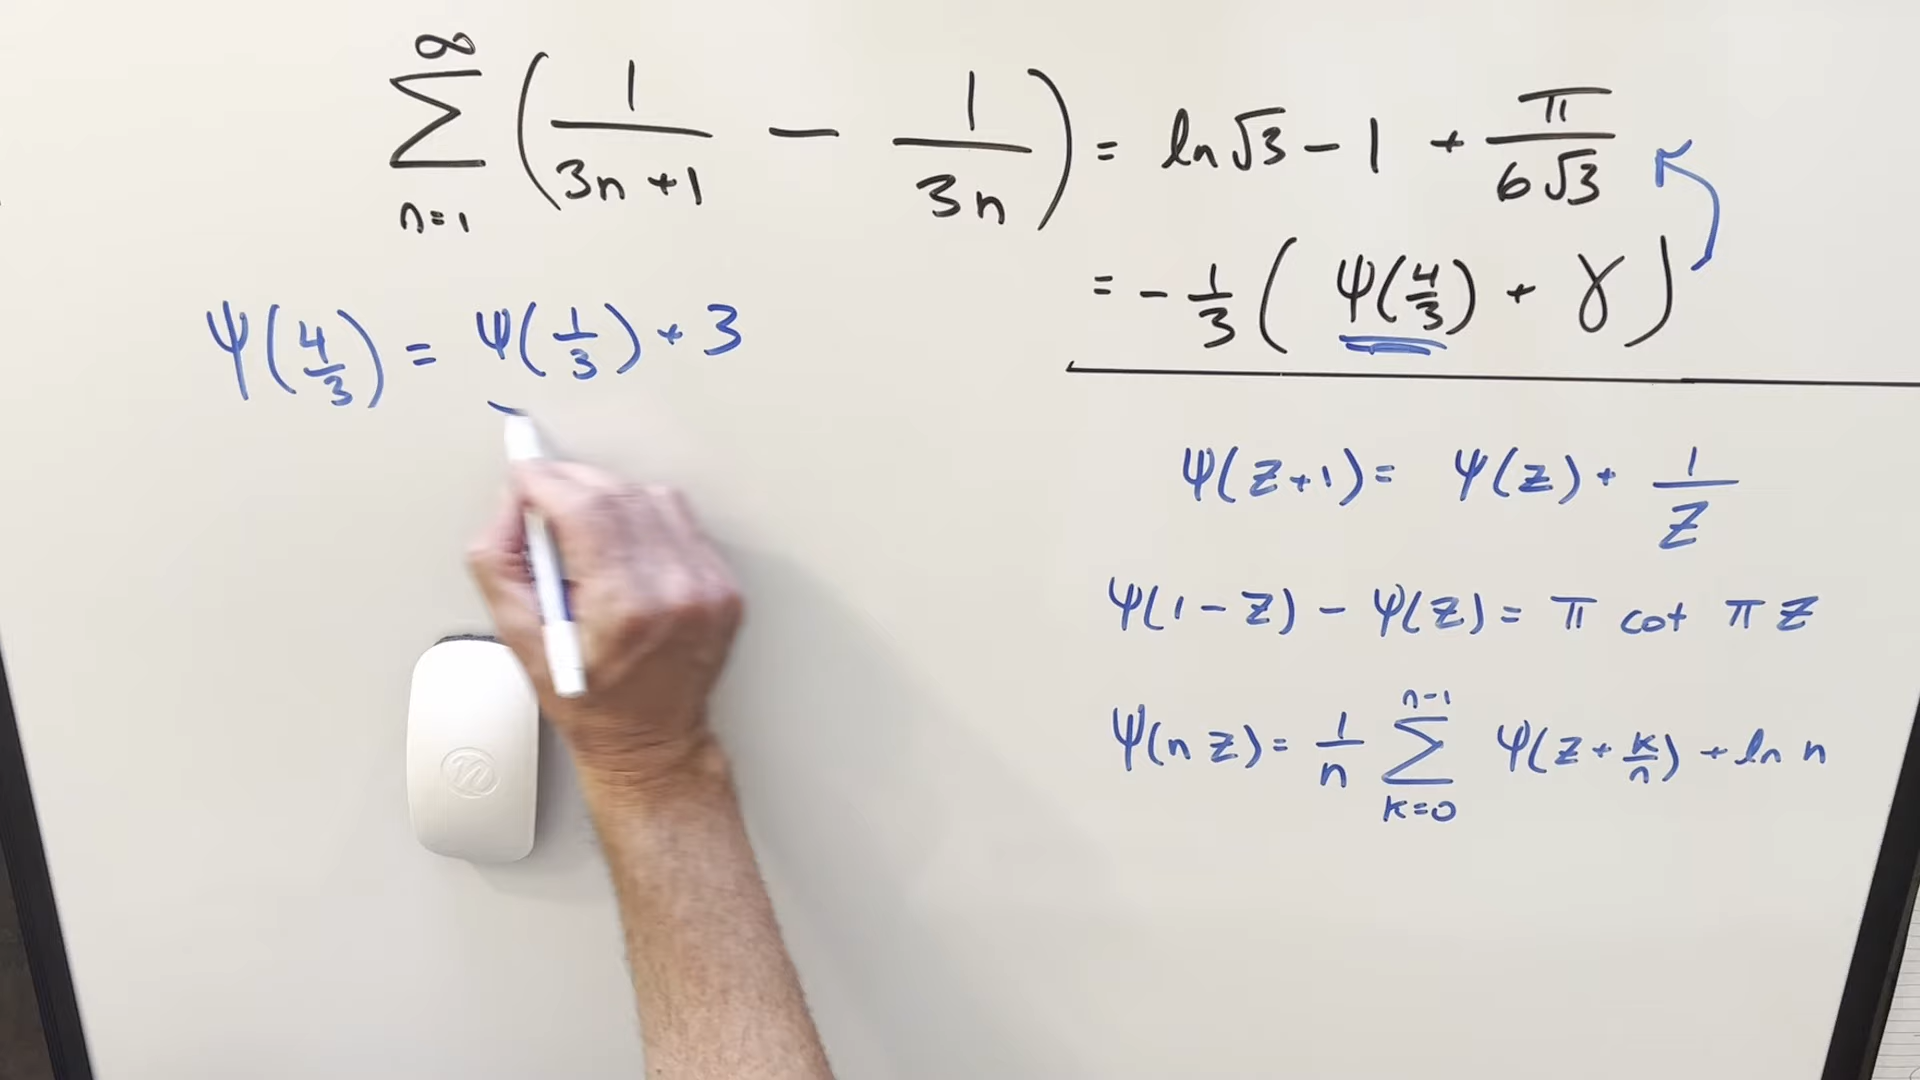 ∞
∑ ( 1/(3n+1) − 1/(3n) ) = ln √3 − 1 + π/(6√3)
n=1
= − 1/3 ( ψ(4/3) + γ )
ψ(4/3) = ψ(1/3) + 3
ψ(z+1) = ψ(z) + 1/z
ψ(1−z) − ψ(z) = π cot πz
ψ(nz) = 1/n ∑_{k=0}^{n−1} ψ(z + k/n) + ln n